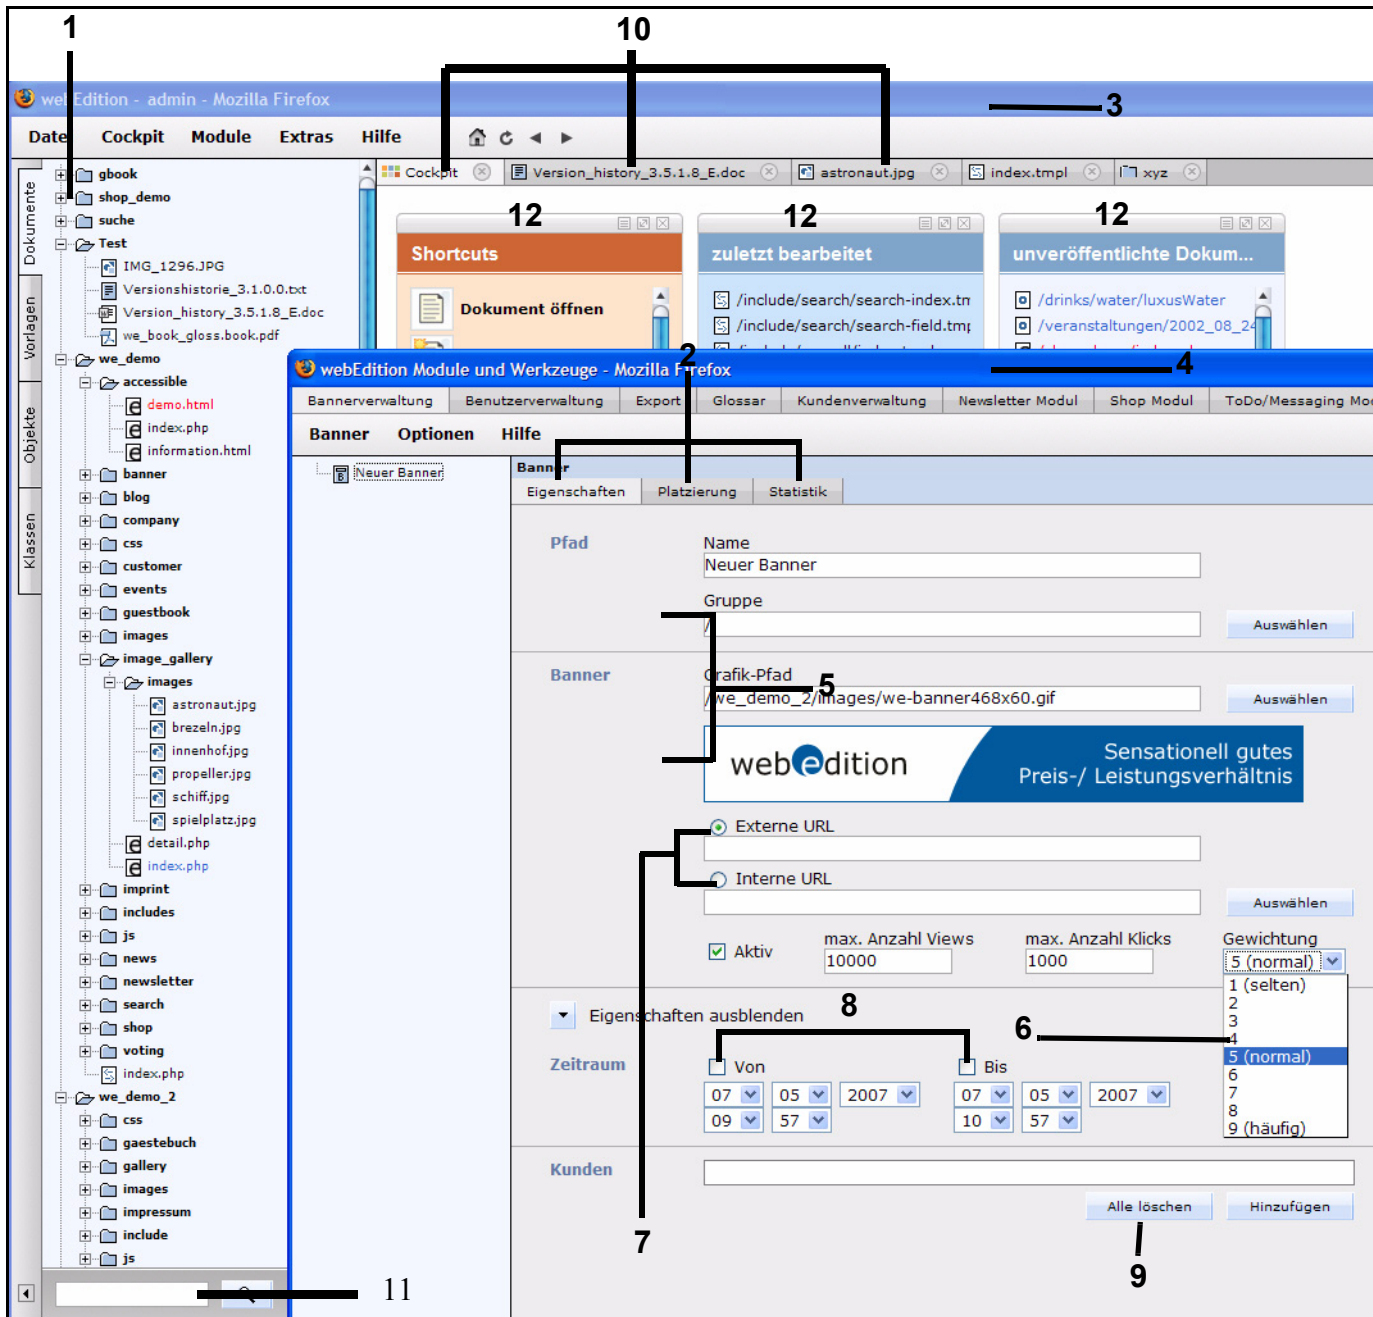 1
10
webEdition - admin - Mozilla Firefox
3
Datei Cockpit Module Extras Hilfe
Cockpit Version_history_3.5.1.8_E.doc astronaut.jpg index.tmpl xyz
Dokumente
Vorlagen
Objekte
Klassen
gbook
shop_demo
suche
Test
IMG_1296.JPG
Versionshistorie_3.1.0.0.txt
Version_history_3.5.1.8_E.doc
we_book_gloss.book.pdf
we_demo
accessible
demo.html
index.php
information.html
banner
blog
company
css
customer
events
guestbook
images
image_gallery
images
astronaut.jpg
brezeln.jpg
innenhof.jpg
propeller.jpg
schiff.jpg
spielplatz.jpg
detail.php
index.php
imprint
includes
js
news
newsletter
search
shop
voting
index.php
we_demo_2
css
gaestebuch
gallery
images
impressum
include
js
11
12
Shortcuts
Dokument öffnen
12
zuletzt bearbeitet
/include/search/search-index.tm
/include/search/search-field.tmp
12
unveröffentlichte Dokum...
/drinks/water/luxusWater
/veranstaltungen/2002_08_24
2
webEdition Module und Werkzeuge - Mozilla Firefox
4
Bannerverwaltung Benutzerverwaltung Export Glossar Kundenverwaltung Newsletter Modul Shop Modul ToDo/Messaging Mod
Banner Optionen Hilfe
Neuer Banner
Banner
Eigenschaften Platzierung Statistik
Pfad
Name
Neuer Banner
Gruppe
/
Auswählen
5
Banner
Grafik-Pfad
/we_demo_2/images/we-banner468x60.gif
Auswählen
webedition
Sensationell gutes
Preis-/ Leistungsverhältnis
Externe URL
Interne URL
Auswählen
7
Aktiv
max. Anzahl Views
10000
max. Anzahl Klicks
1000
Gewichtung
5 (normal)
1 (selten)
2
3
4
5 (normal)
6
7
8
9 (häufig)
6
Eigenschaften ausblenden
8
Zeitraum
Von
07 05 2007
09 57
Bis
07 05 2007
10 57
Kunden
Alle löschen
Hinzufügen
9